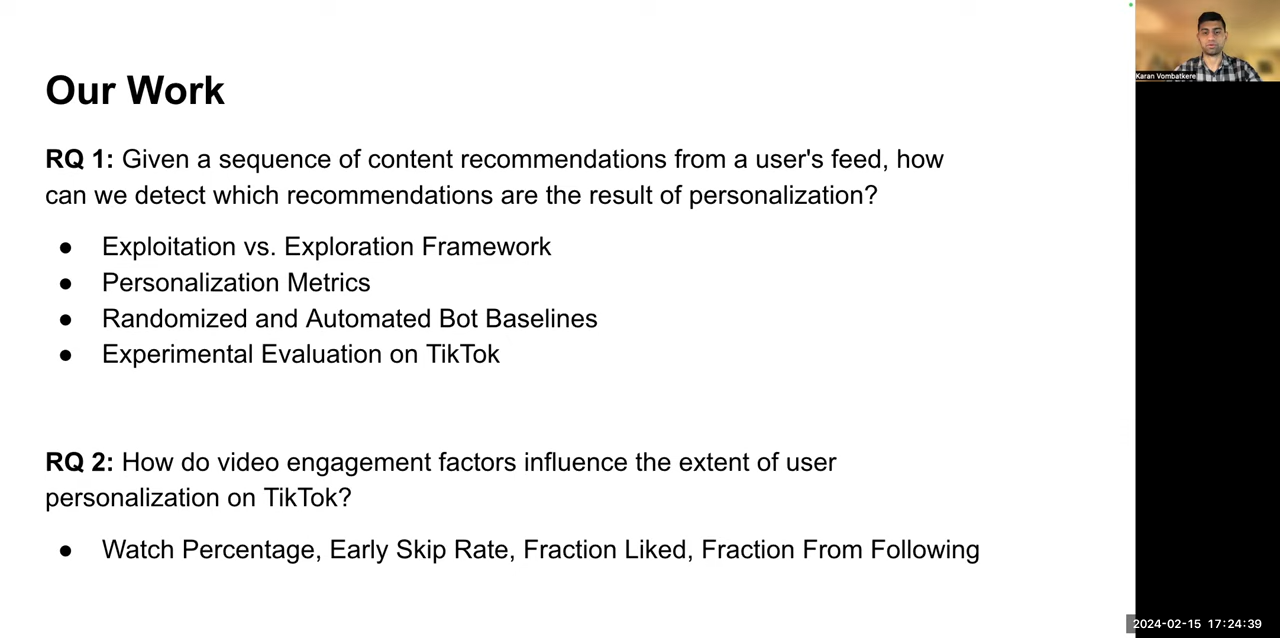 Our Work
RQ 1: Given a sequence of content recommendations from a user's feed, how
can we detect which recommendations are the result of personalization?
● Exploitation vs. Exploration Framework
● Personalization Metrics
● Randomized and Automated Bot Baselines
● Experimental Evaluation on TikTok
RQ 2: How do video engagement factors influence the extent of user
personalization on TikTok?
● Watch Percentage, Early Skip Rate, Fraction Liked, Fraction From Following
Karan Vombatkere
2024-02-15 17:24:39